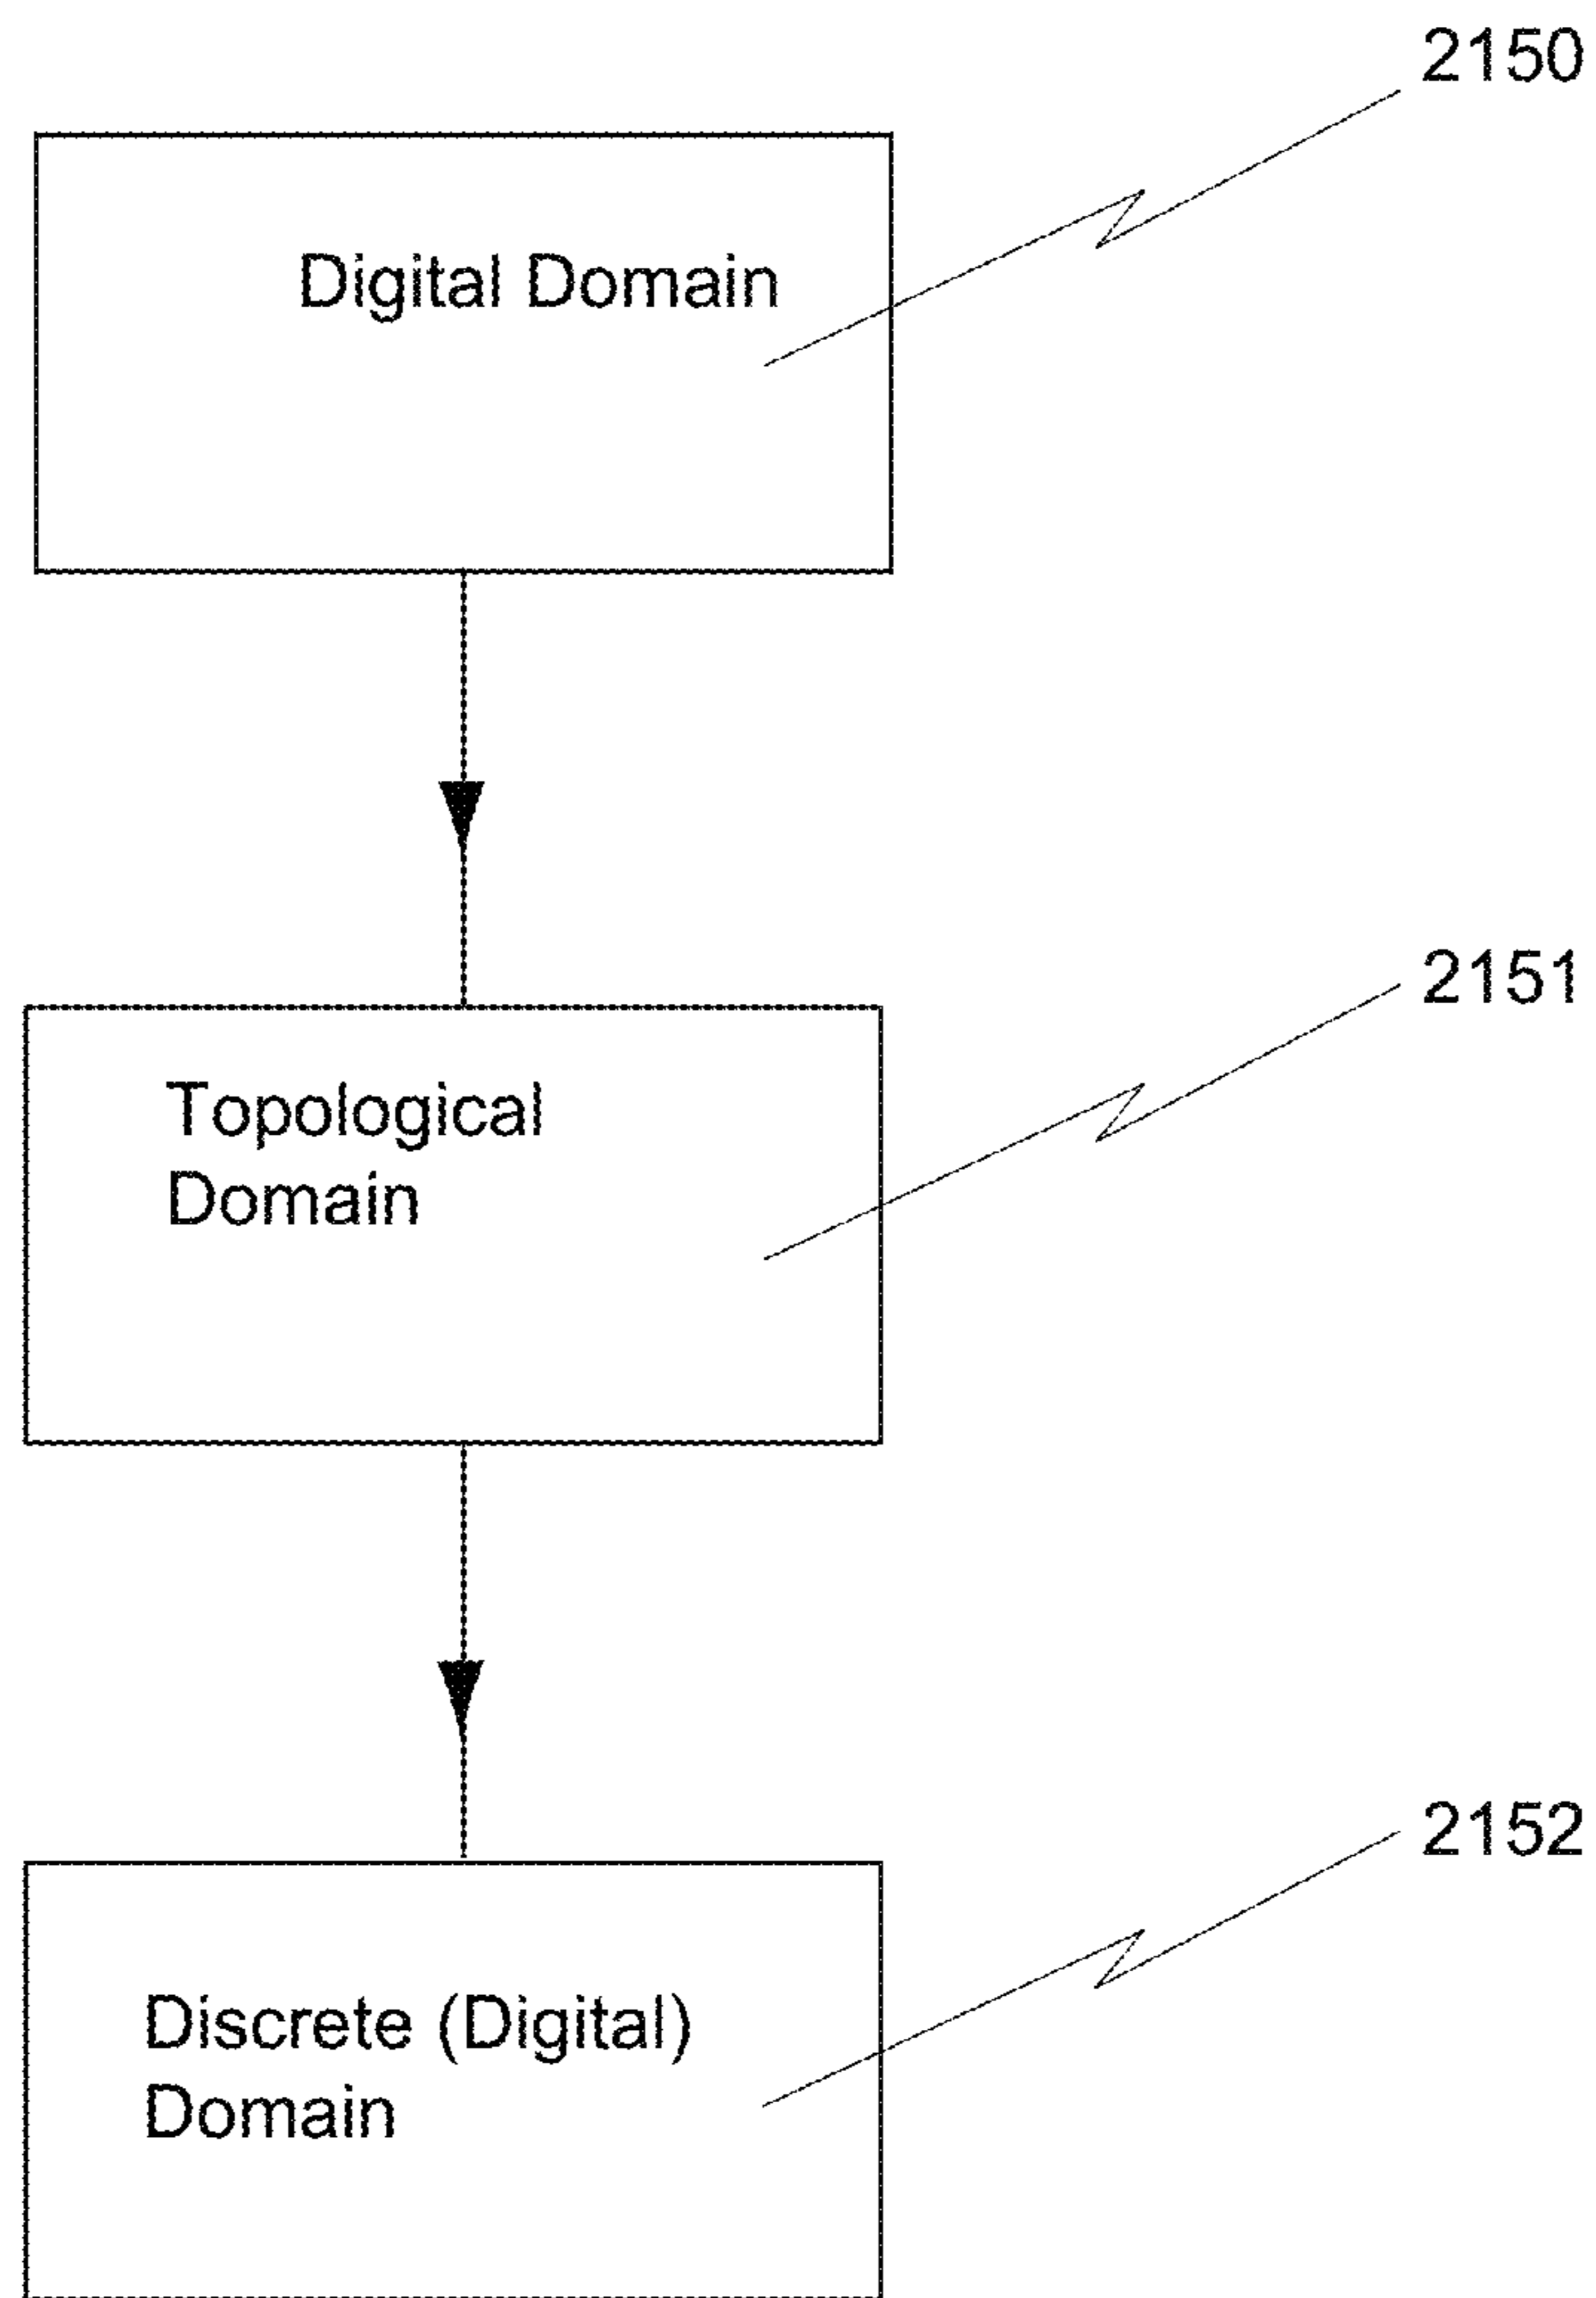 2150
Digital Domain
2151
Topological
Domain
2152
Discrete (Digital)
Domain